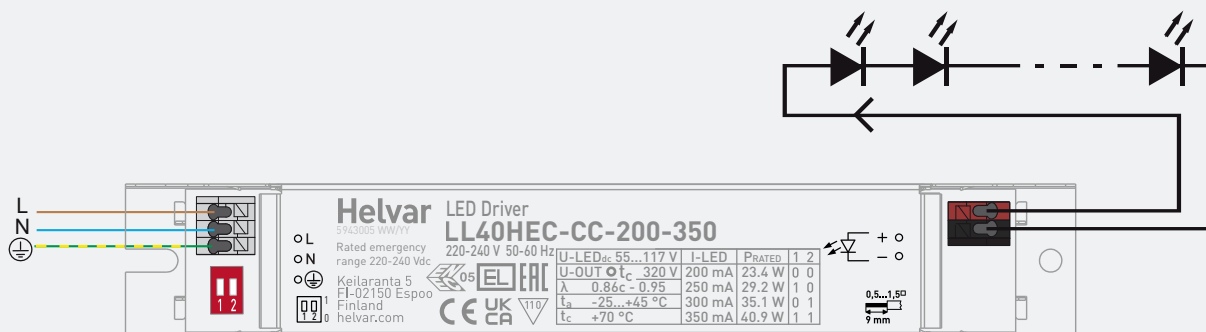 L
N
1 2
L
N
1
1 2 0
Helvar
5943005 WW/YY
Rated emergency
range 220-240 Vdc
Keilaranta 5
FI-02150 Espoo
Finland
helvar.com
LED Driver
LL40HEC-CC-200-350
220-240 V 50-60 Hz
05 EL EAC
CE UK CA 110
U-LEDdc 55...117 V I-LED PRATED 1 2
U-OUT tc 320 V 200 mA 23.4 W 0 0
λ 0.86c - 0.95 250 mA 29.2 W 1 0
ta -25...+45 °C 300 mA 35.1 W 0 1
tc +70 °C 350 mA 40.9 W 1 1
+
–
0,5...1,5
9 mm